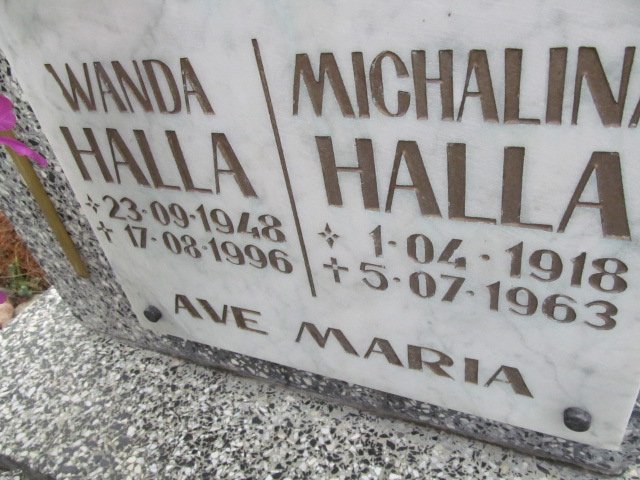 WANDA
HALLA
✧ 23·09·1948
+ 17·08·1996
MICHALINA
HALLA
✧ 1·04·1918
+ 5·07·1963
AVE MARIA